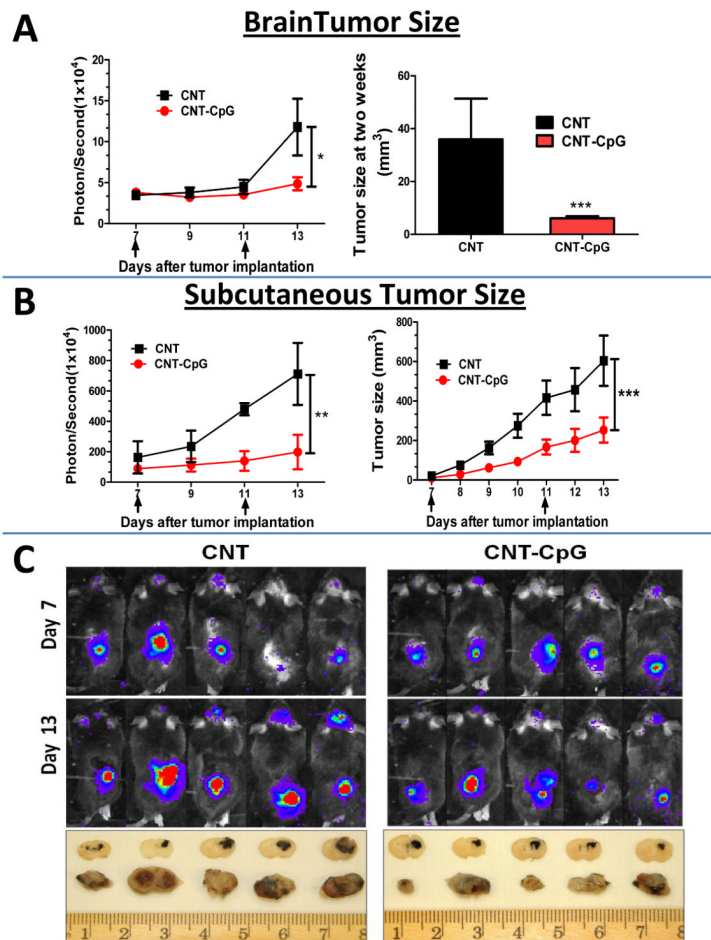 A
BrainTumor Size
Photon/Second(1x10⁴)
20
15
10
5
0
CNT
CNT-CpG
*
7
9
11
13
Days after tumor implantation
Tumor size at two weeks
(mm³)
60
40
20
0
CNT
CNT-CpG
***
CNT
CNT-CpG
B
Subcutaneous Tumor Size
Photon/Second(1x10⁴)
1000
800
600
400
200
0
CNT
CNT-CpG
**
7
9
11
13
Days after tumor implantation
Tumor size (mm³)
800
600
400
200
0
CNT
CNT-CpG
***
7
8
9
10
11
12
13
Days after tumor implantation
C
CNT
CNT-CpG
Day 7
Day 13
1 2 3 4 5 6 7 8
1 2 3 4 5 6 7 8